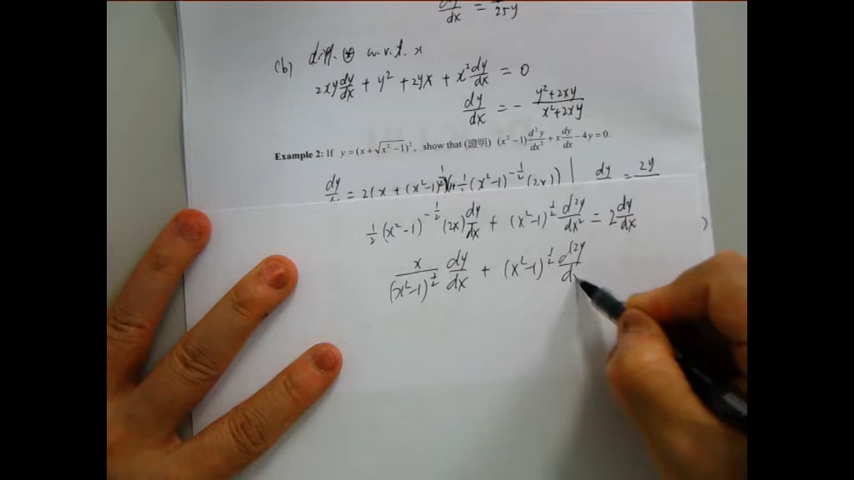 dy/dx = /25y
(b) diff. w.r.t. x
2xy dy/dx + y² + 2yx + x² dy/dx = 0
dy/dx = - (y²+2xy)/(x²+2xy)
Example 2: If y = (x+√(x²−1))², show that (證明) (x²−1) d²y/dx² + x dy/dx − 4y = 0.
dy/dx = 2(x + (x²-1)^(1/2))(1+1/2(x²-1)^(-1/2)(2x)) dy = 2y
1/2 (x²-1)^(-1/2) (2x) dy/dx + (x²-1)^(1/2) d²y/dx² = 2 dy/dx
x/(x²-1)^(1/2) dy/dx + (x²-1)^(1/2) d²y/d